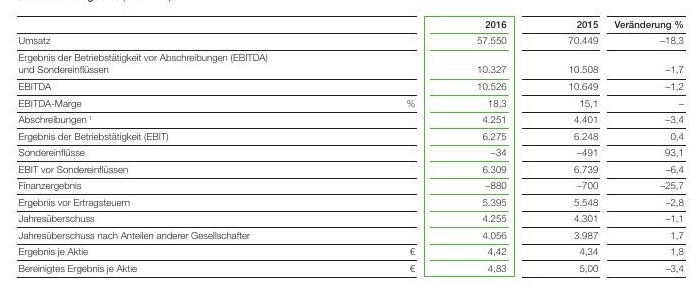 2016 2015 Veränderung %
Umsatz 57.550 70.449 –18,3
Ergebnis der Betriebstätigkeit vor Abschreibungen (EBITDA)
und Sondereinflüssen 10.327 10.508 –1,7
EBITDA 10.526 10.649 –1,2
EBITDA-Marge % 18,3 15,1 –
Abschreibungen ¹ 4.251 4.401 –3,4
Ergebnis der Betriebstätigkeit (EBIT) 6.275 6.248 0,4
Sondereinflüsse –34 –491 93,1
EBIT vor Sondereinflüssen 6.309 6.739 –6,4
Finanzergebnis –880 –700 –25,7
Ergebnis vor Ertragsteuern 5.395 5.548 –2,8
Jahresüberschuss 4.255 4.301 –1,1
Jahresüberschuss nach Anteilen anderer Gesellschafter 4.056 3.987 1,7
Ergebnis je Aktie € 4,42 4,34 1,8
Bereinigtes Ergebnis je Aktie € 4,83 5,00 –3,4